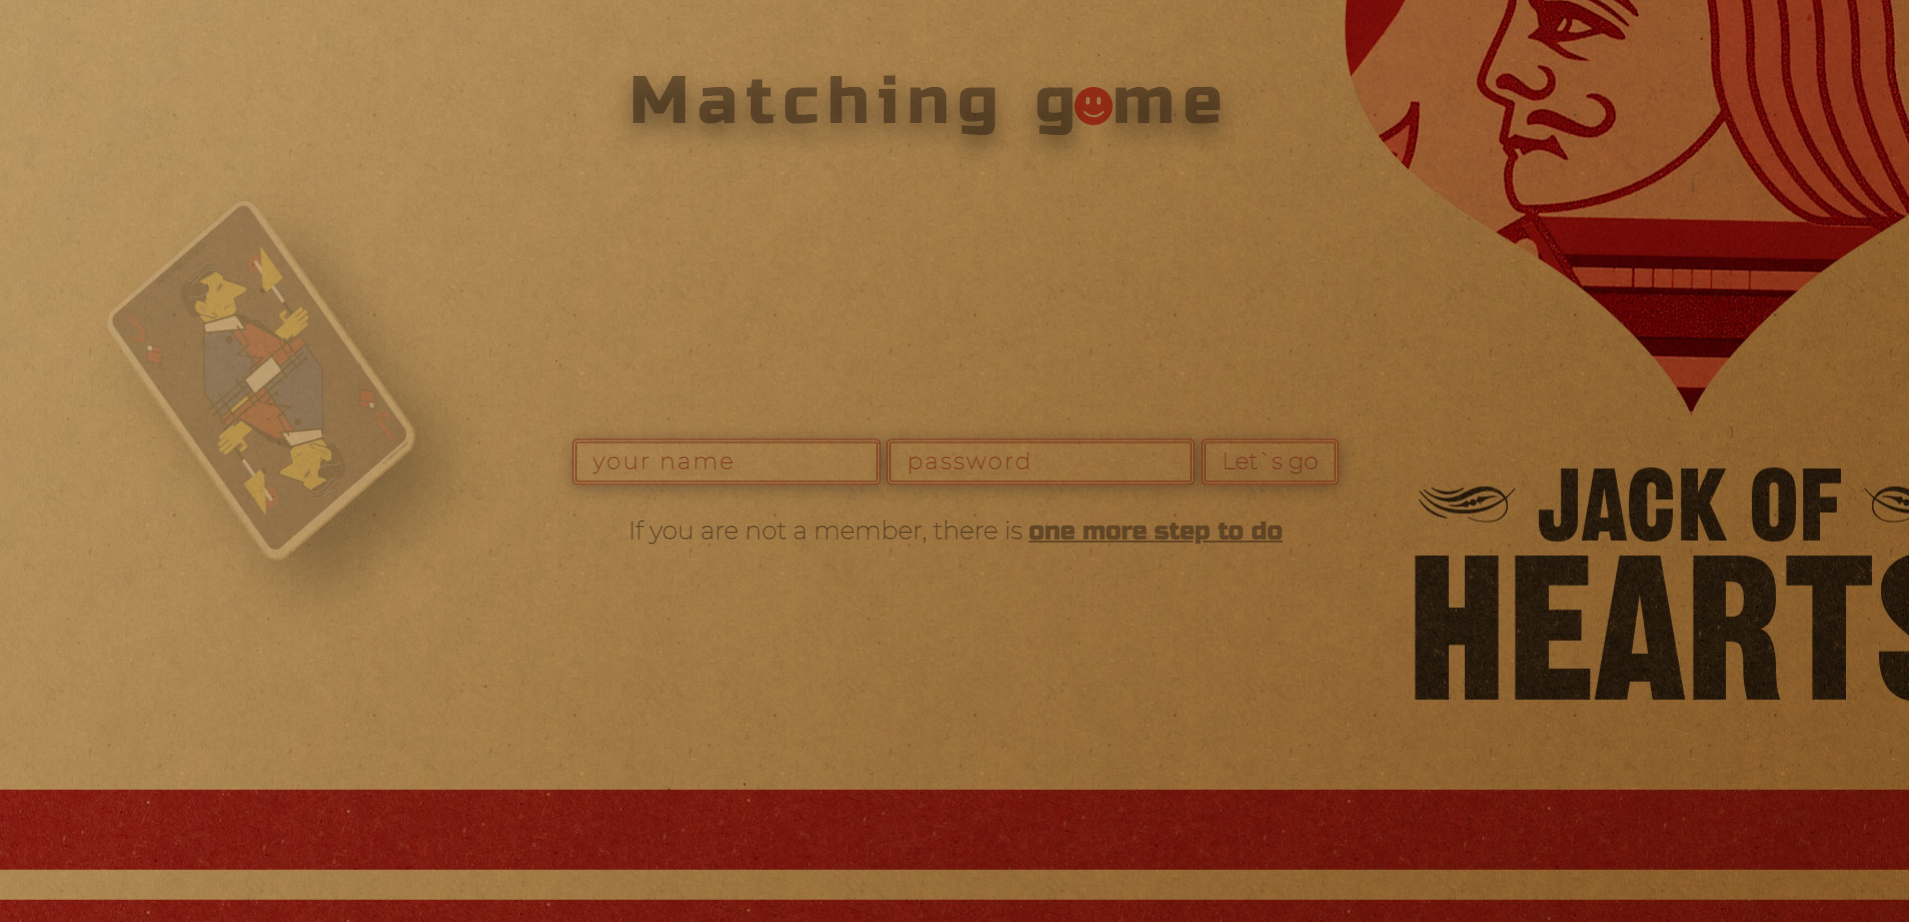 Matching g☻me
your name
password
Let`s go
If you are not a member, there is one more step to do
JACK OF
HEARTS